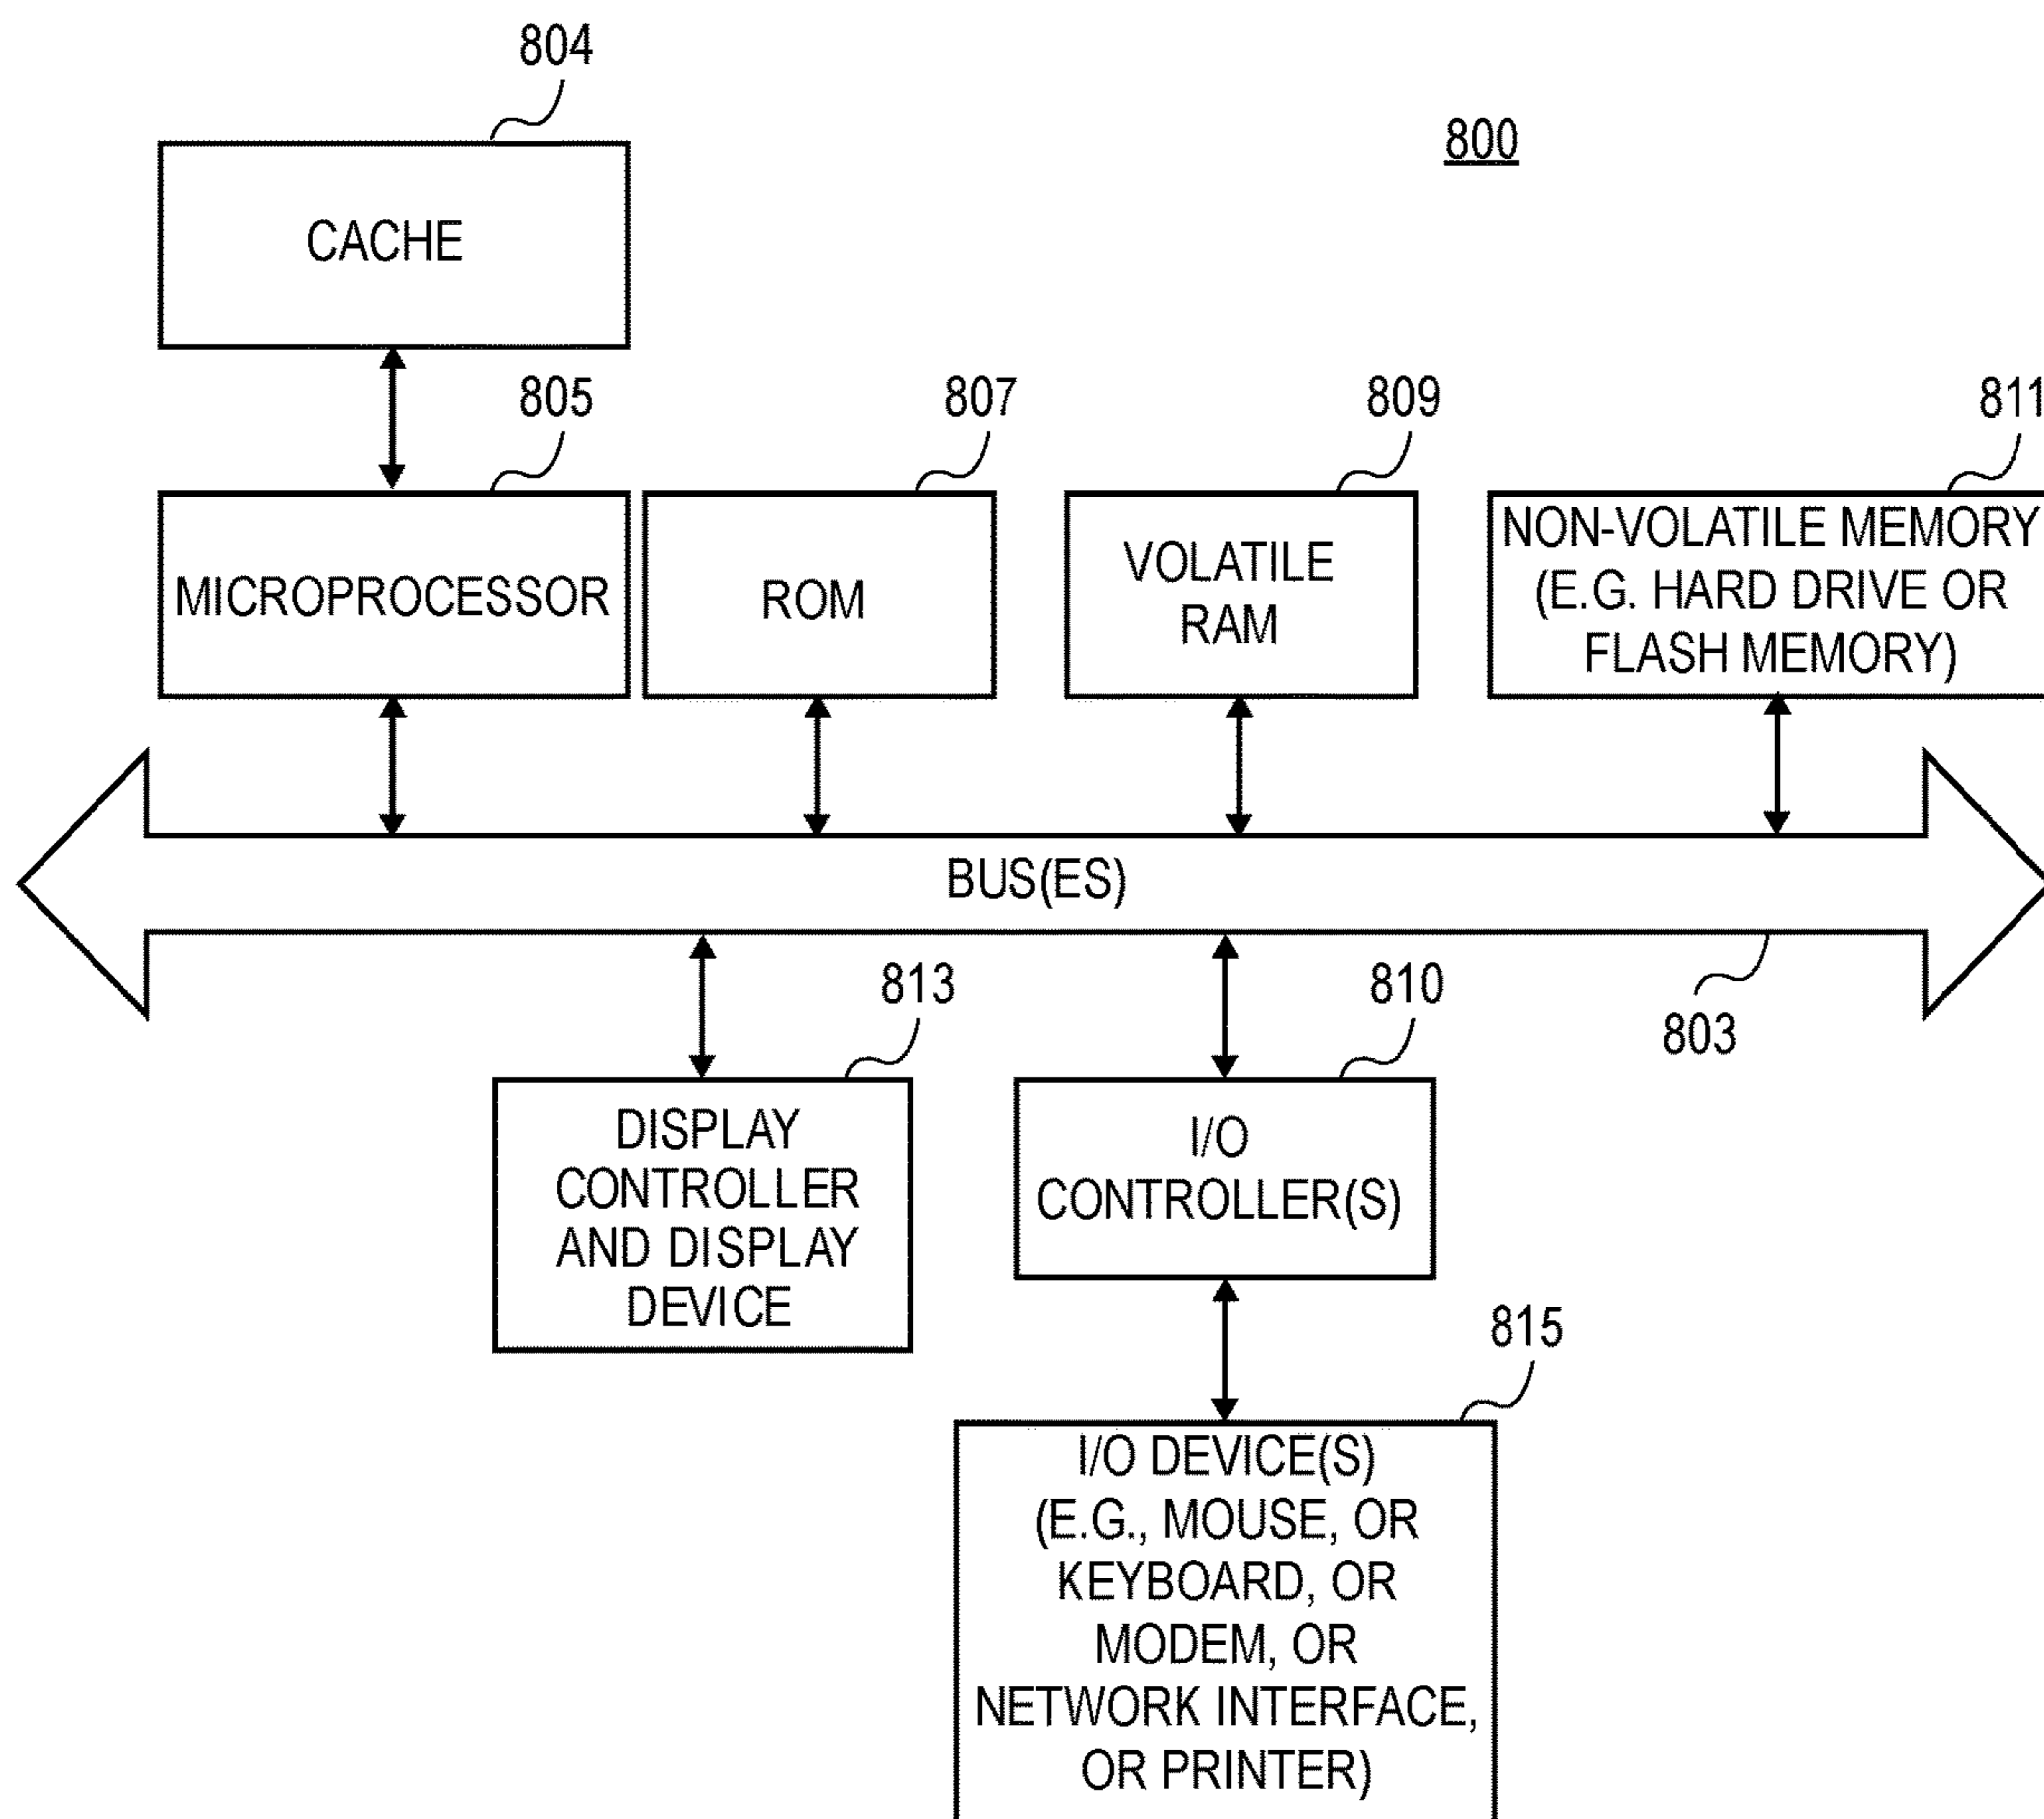 804
800
CACHE
805
807
809
811
MICROPROCESSOR
ROM
VOLATILE
RAM
NON-VOLATILE MEMORY
(E.G. HARD DRIVE OR
FLASH MEMORY)
BUS(ES)
803
813
810
DISPLAY
CONTROLLER
AND DISPLAY
DEVICE
I/O
CONTROLLER(S)
815
I/O DEVICE(S)
(E.G., MOUSE, OR
KEYBOARD, OR
MODEM, OR
NETWORK INTERFACE,
OR PRINTER)